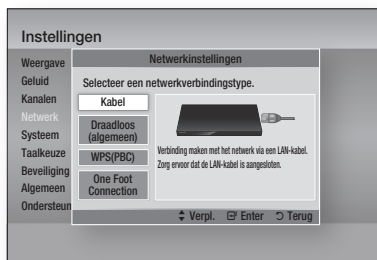 Instellingen
Weergave
Geluid
Kanalen
Netwerk
Systeem
Taalkeuze
Beveiliging
Algemeen
Ondersteun
Netwerkinstellingen
Selecteer een netwerkverbindingstype.
Kabel
Draadloos
(algemeen)
WPS(PBC)
One Foot
Connection
Verbinding maken met het netwerk via een LAN-kabel.
Zorg ervoor dat de LAN-kabel is aangesloten.
Verpl. Enter Terug